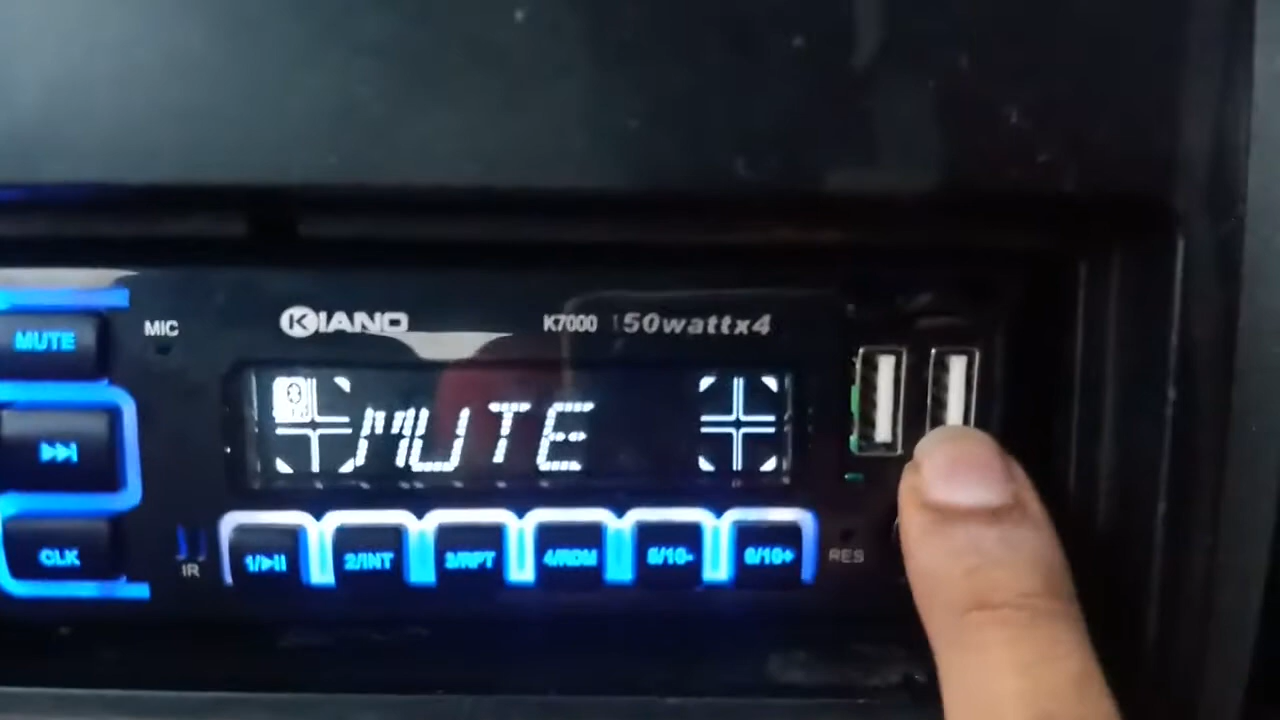 MUTE
MIC
KIANO
K7000
50wattx4
MUTE
CLK
IR
1/▶II
2/INT
3/RPT
4/RDM
5/10-
6/10+
RES